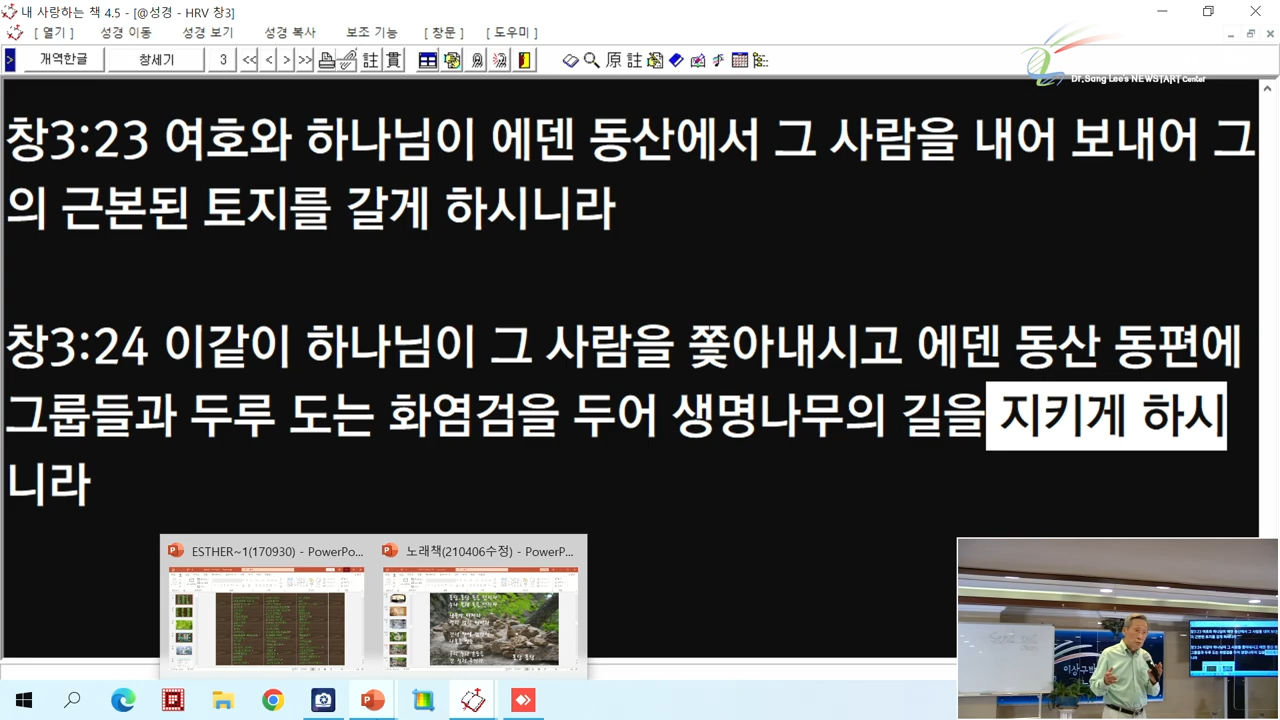 내 사랑하는 책 4.5 - [@성경 - HRV 창3]
[ 열기 ] 성경 이동 성경 보기 성경 복사 보조 기능 [ 창문 ] [ 도우미 ]
개역한글 창세기 3 << < > >> 註 貫 原 註
Dr.Sang Lee's NEWSTART Center
창3:23 여호와 하나님이 에덴 동산에서 그 사람을 내어 보내어 그
의 근본된 토지를 갈게 하시니라
창3:24 이같이 하나님이 그 사람을 쫓아내시고 에덴 동산 동편에
그룹들과 두루 도는 화염검을 두어 생명나무의 길을 지키게 하시
니라
ESTHER~1(170930) - PowerPo...
노래책(210406수정) - PowerP...